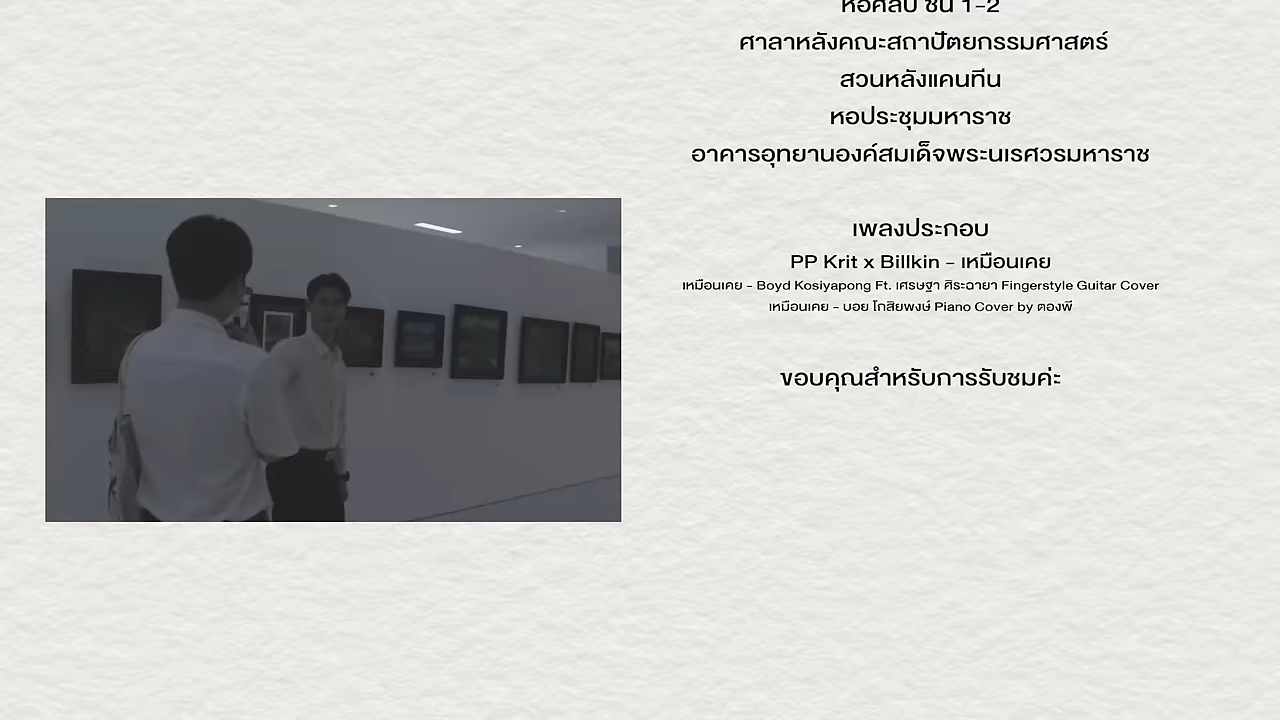 หอศิลป์ ชั้น 1-2
ศาลาหลังคณะสถาปัตยกรรมศาสตร์
สวนหลังแคนทีน
หอประชุมมหาราช
อาคารอุทยานองค์สมเด็จพระนเรศวรมหาราช
เพลงประกอบ
PP Krit x Billkin - เหมือนเคย
เหมือนเคย - Boyd Kosiyapong Ft. เศรษฐา ศิระฉายา Fingerstyle Guitar Cover
เหมือนเคย - บอย โกสิยพงษ์ Piano Cover by ตองพี
ขอบคุณสำหรับการรับชมค่ะ